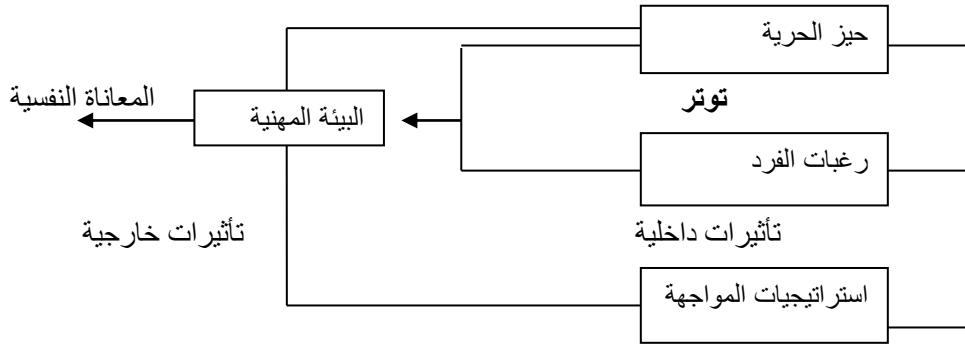 حيز الحرية
المعاناة النفسية
توتر
البيئة المهنية
رغبات الفرد
تأثيرات داخلية
تأثيرات خارجية
استراتيجيات المواجهة